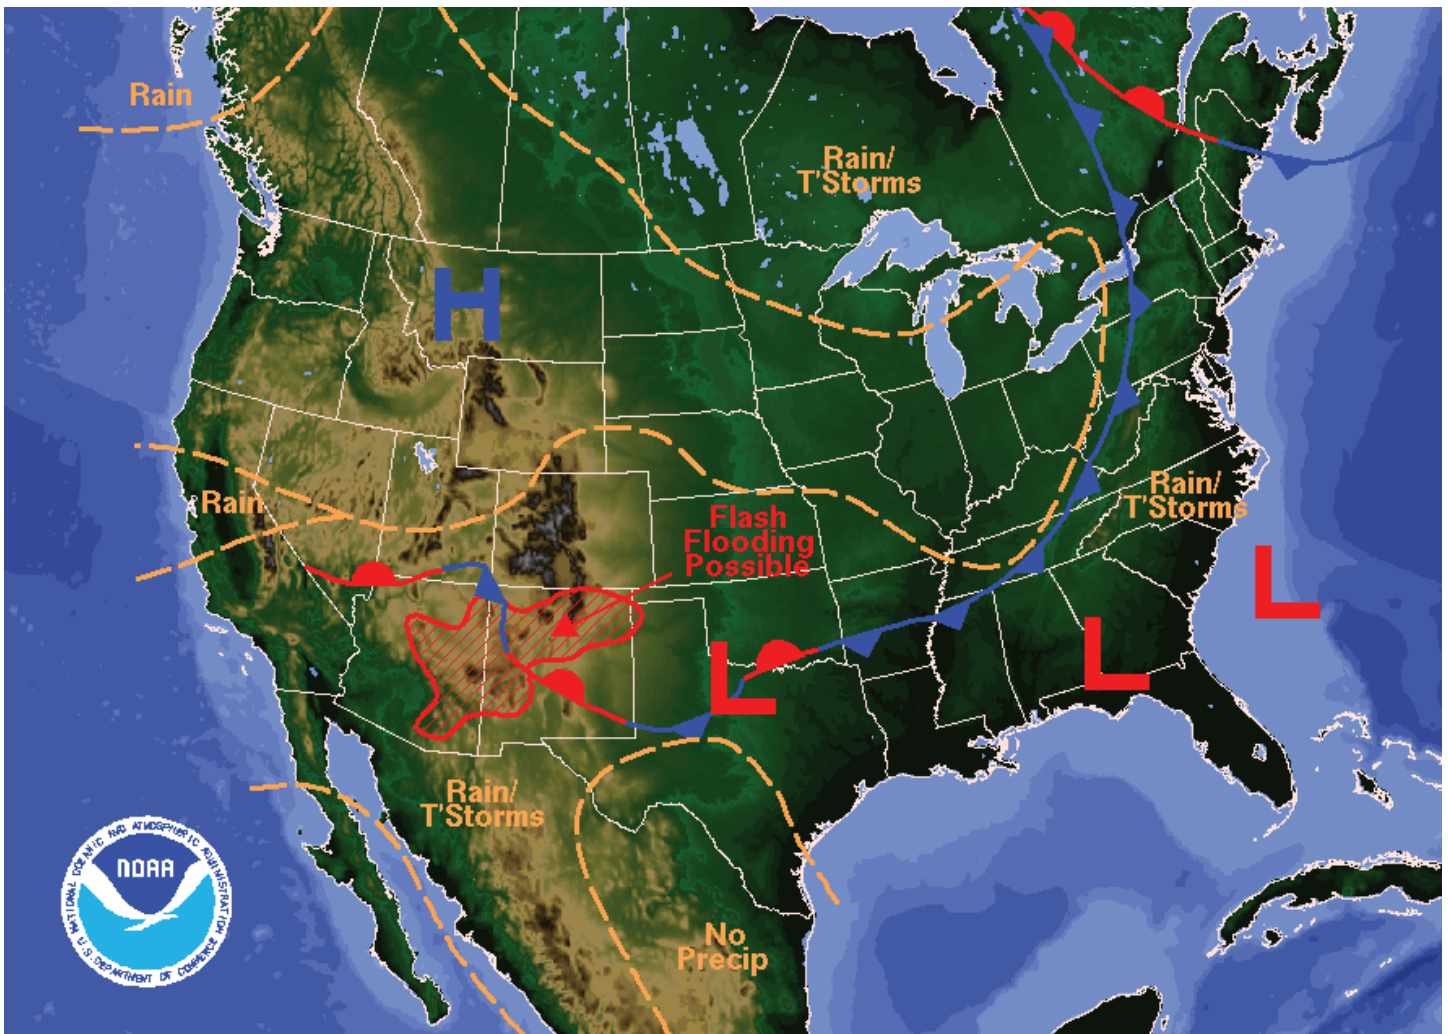 Rain
Rain/
T'Storms
H
Rain
Rain/
T'Storms
Flash
Flooding
Possible
L
L
L
Rain/
T'Storms
No
Precip
NATIONAL OCEANIC AND ATMOSPHERIC ADMINISTRATION
NOAA
U.S. DEPARTMENT OF COMMERCE